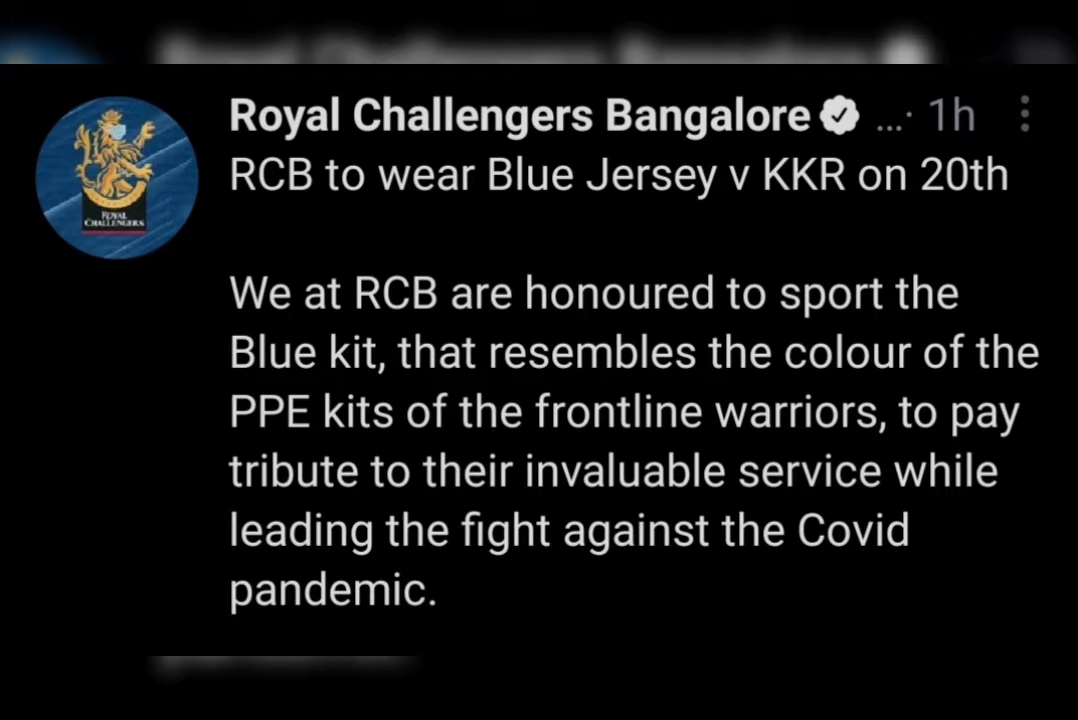 Royal Challengers Bangalore ... · 1h
RCB to wear Blue Jersey v KKR on 20th
We at RCB are honoured to sport the
Blue kit, that resembles the colour of the
PPE kits of the frontline warriors, to pay
tribute to their invaluable service while
leading the fight against the Covid
pandemic.
ROYAL
CHALLENGERS